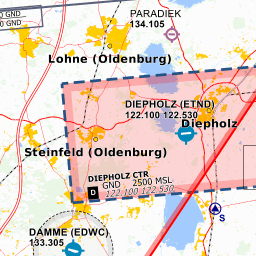 0 GND
GND
PARADIEK
134.105
Lohne (Oldenburg)
DIEPHOLZ (ETND)
122.100 122.530
Diepholz
Steinfeld (Oldenburg)
DIEPHOLZ CTR
D
GND 2500 MSL
122.100 122.530
S
DAMME (EDWC)
133.305